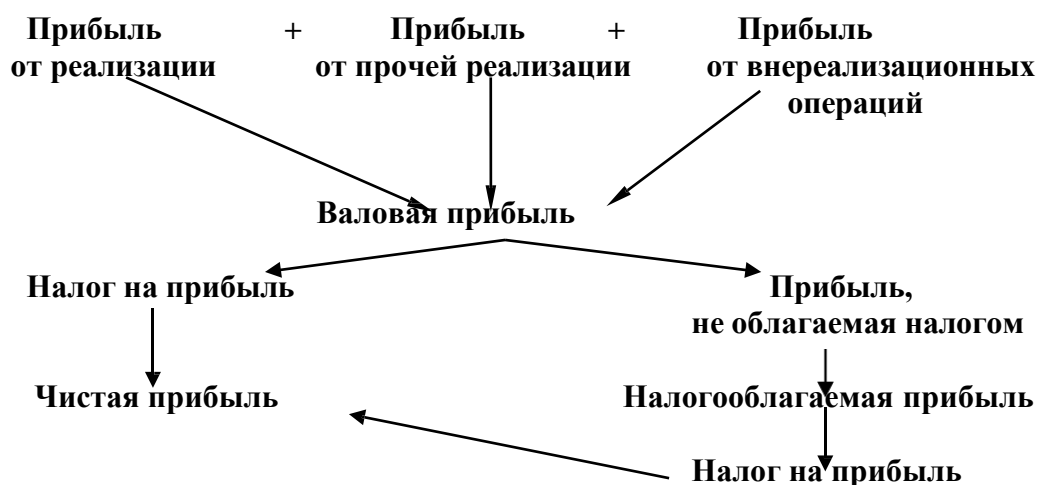 Прибыль + Прибыль + Прибыль
от реализации от прочей реализации от внереализационных
операций
Валовая прибыль
Налог на прибыль Прибыль,
не облагаемая налогом
Чистая прибыль Налогооблагаемая прибыль
Налог на прибыль